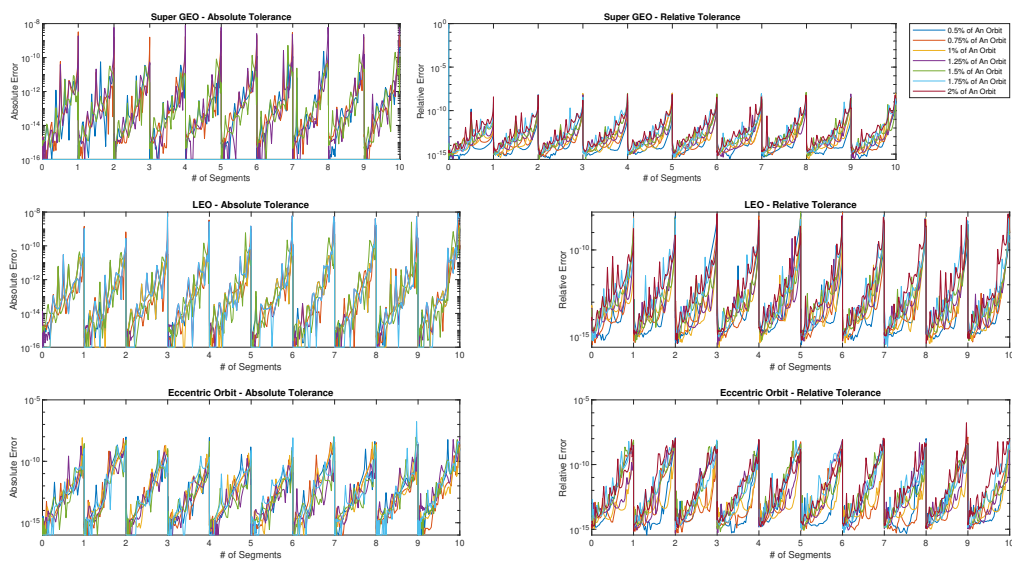 Super GEO - Absolute Tolerance
10^-8
10^-10
10^-12
10^-14
10^-16
Absolute Error
0 1 2 3 4 5 6 7 8 9 10
# of Segments
Super GEO - Relative Tolerance
10^0
10^-5
10^-10
10^-15
Relative Error
0 1 2 3 4 5 6 7 8 9 10
# of Segments
0.5% of An Orbit
0.75% of An Orbit
1% of An Orbit
1.25% of An Orbit
1.5% of An Orbit
1.75% of An Orbit
2% of An Orbit
LEO - Absolute Tolerance
10^-8
10^-10
10^-12
10^-14
10^-16
Absolute Error
0 1 2 3 4 5 6 7 8 9 10
# of Segments
LEO - Relative Tolerance
10^-10
10^-15
Relative Error
0 1 2 3 4 5 6 7 8 9 10
# of Segments
Eccentric Orbit - Absolute Tolerance
10^-5
10^-10
10^-15
Absolute Error
0 1 2 3 4 5 6 7 8 9 10
# of Segments
Eccentric Orbit - Relative Tolerance
10^-5
10^-10
10^-15
Relative Error
0 1 2 3 4 5 6 7 8 9 10
# of Segments